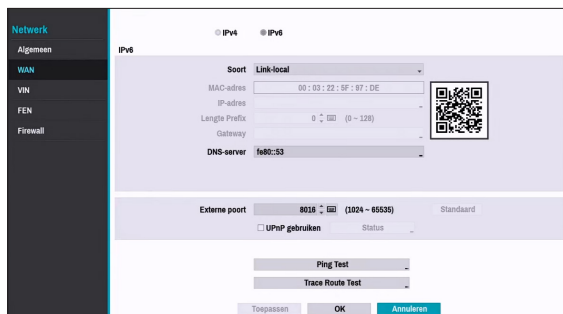 Netwerk
IPv4 IPv6
Algemeen
IPv6
WAN
Soort Link-local
VIN
MAC-adres 00 : 03 : 22 : 5F : 97 : DE
FEN
IP-adres
Lengte Prefix 0 (0 ~ 128)
Firewall
Gateway
DNS-server fe80::53
Externe poort 8016 (1024 ~ 65535) Standaard
UPnP gebruiken Status
Ping Test
Trace Route Test
Toepassen OK Annuleren